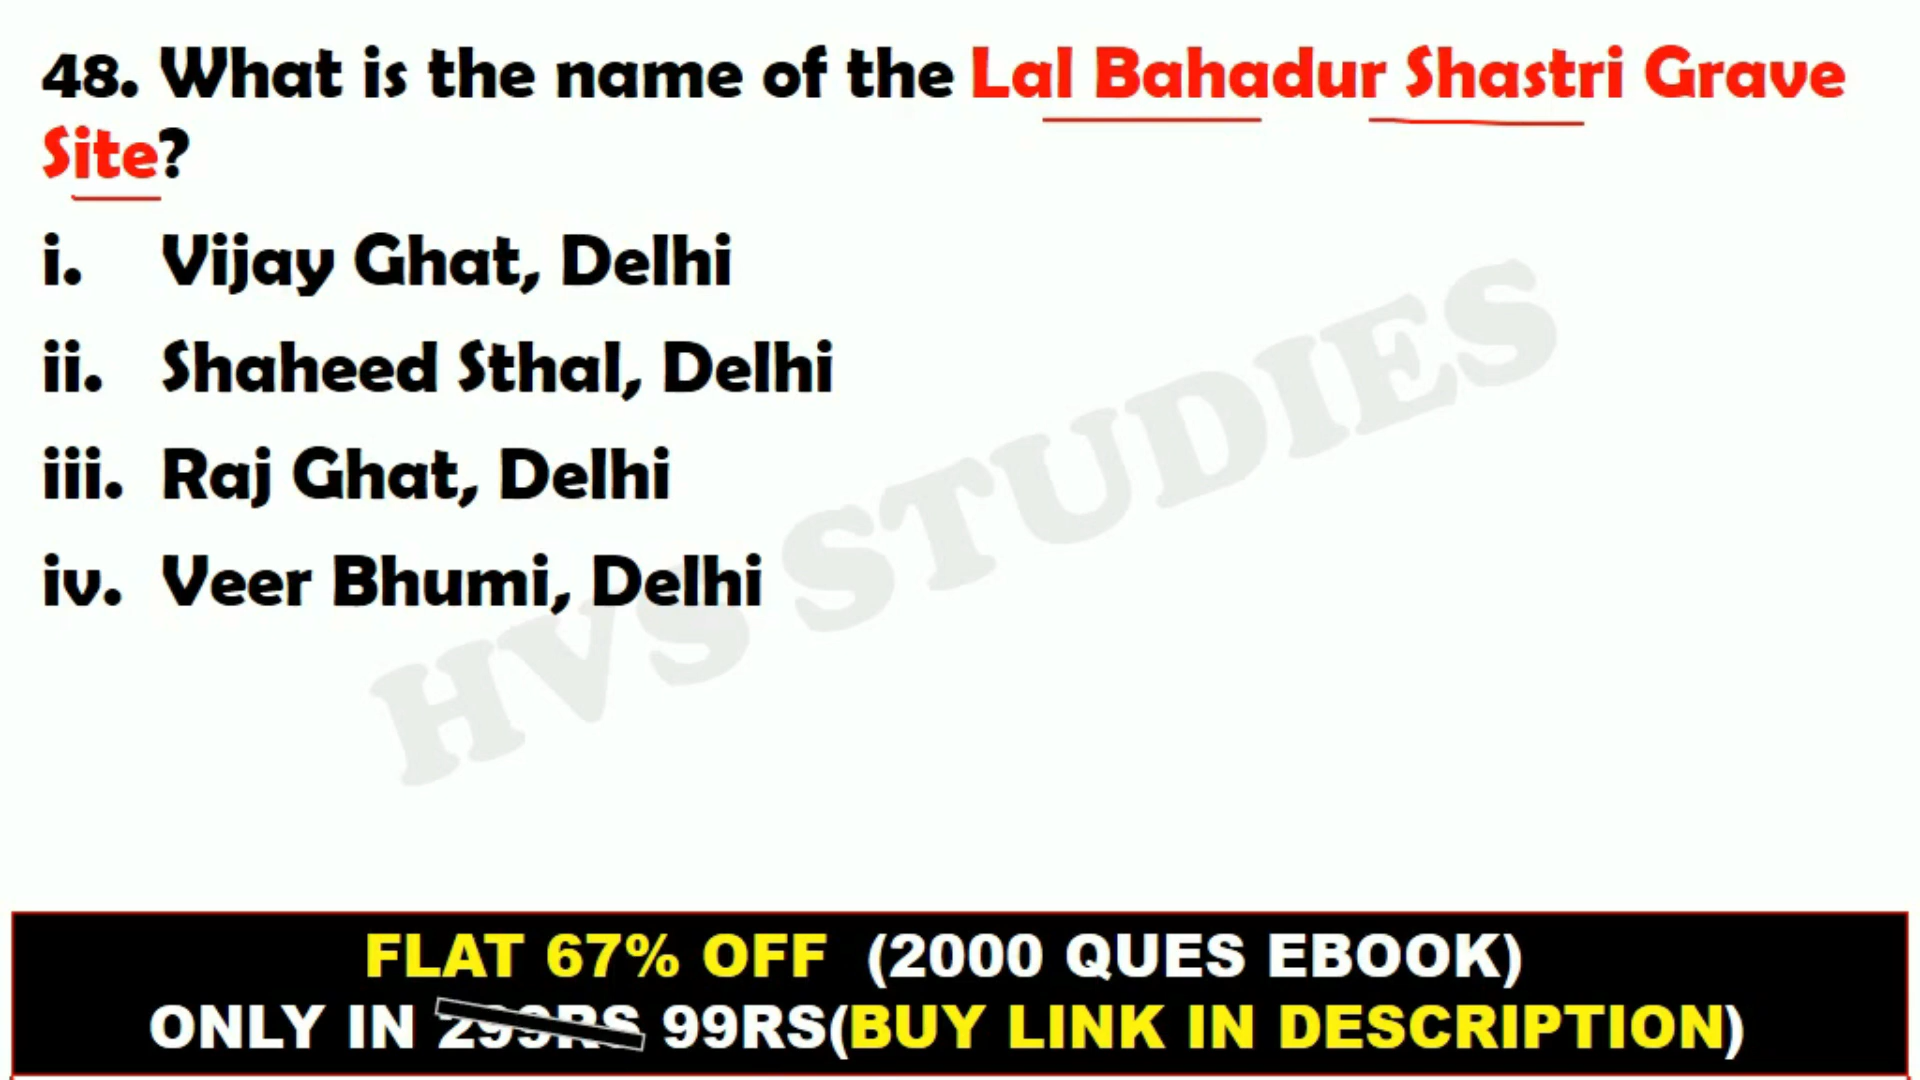 48. What is the name of the Lal Bahadur Shastri Grave
Site?
i. Vijay Ghat, Delhi
ii. Shaheed Sthal, Delhi
iii. Raj Ghat, Delhi
iv. Veer Bhumi, Delhi
HVS STUDIES
FLAT 67% OFF (2000 QUES EBOOK)
ONLY IN 299RS 99RS(BUY LINK IN DESCRIPTION)